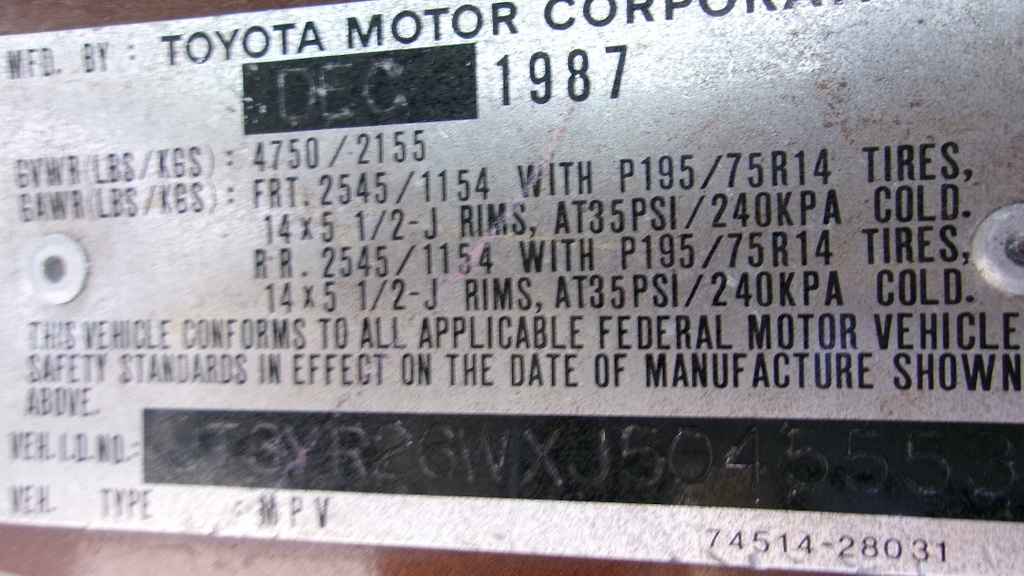 MFD. BY : TOYOTA MOTOR CORPORA
DEC 1987
GVWR(LBS/KGS): 4750/2155
GAWR(LBS/KGS): FRT. 2545/1154 WITH P195/75R14 TIRES,
14x5 1/2-J RIMS, AT35PSI/240KPA COLD.
RR. 2545/1154 WITH P195/75R14 TIRES,
14x5 1/2-J RIMS, AT35PSI/240KPA COLD.
THIS VEHICLE CONFORMS TO ALL APPLICABLE FEDERAL MOTOR VEHICLE
SAFETY STANDARDS IN EFFECT ON THE DATE OF MANUFACTURE SHOWN
ABOVE.
VEH. I.D. NO.: JT3YR26WXJ5045553
VEH. TYPE : MPV
74514-28031